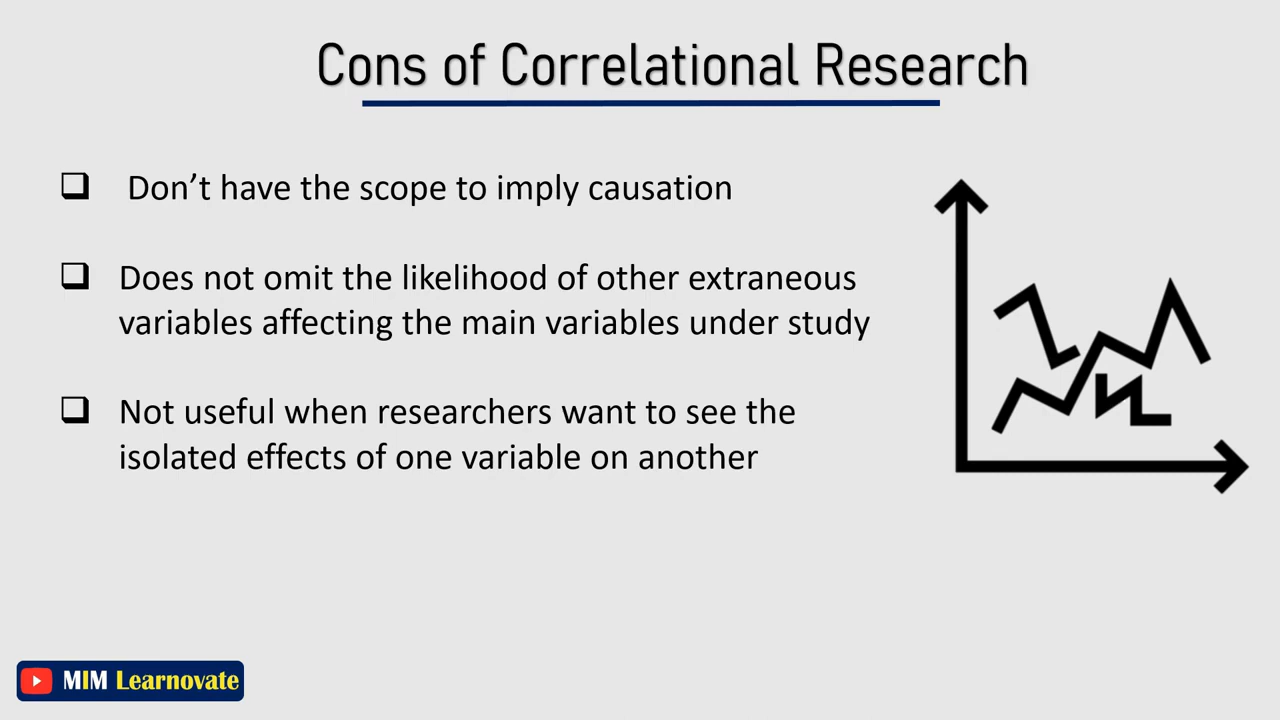 Cons of Correlational Research
Don’t have the scope to imply causation
Does not omit the likelihood of other extraneous
variables affecting the main variables under study
Not useful when researchers want to see the
isolated effects of one variable on another
MIM Learnovate